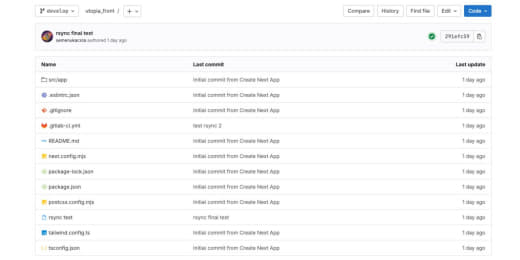 develop utopia_front / + Compare History Find file Edit Code
rsync final test
authored 1 day ago
Name Last commit Last update
src/app Initial commit from Create Next App 1 day ago
.eslintrc.json Initial commit from Create Next App 1 day ago
.gitignore Initial commit from Create Next App 1 day ago
.gitlab-ci.yml test rsync 2 1 day ago
README.md Initial commit from Create Next App 1 day ago
next.config.mjs Initial commit from Create Next App 1 day ago
package-lock.json Initial commit from Create Next App 1 day ago
package.json Initial commit from Create Next App 1 day ago
postcss.config.mjs Initial commit from Create Next App 1 day ago
rsync test rsync final test 1 day ago
tailwind.config.ts Initial commit from Create Next App 1 day ago
tsconfig.json Initial commit from Create Next App 1 day ago